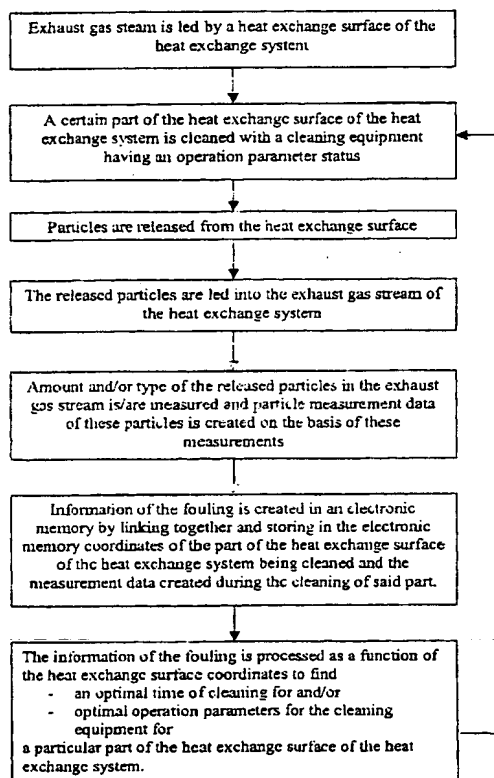 Exhaust gas steam is led by a heat exchange surface of the
heat exchange system
A certain part of the heat exchange surface of the heat
exchange system is cleaned with a cleaning equipment
having an operation parameter status
Particles are released from the heat exchange surface
The released particles are led into the exhaust gas stream of
the heat exchange system
Amount and/or type of the released particles in the exhaust
gas stream is/are measured and particle measurement data
of these particles is created on the basis of these
measurements
Information of the fouling is created in an electronic
memory by linking together and storing in the electronic
memory coordinates of the part of the heat exchange surface
of the heat exchange system being cleaned and the
measurement data created during the cleaning of said part.
The information of the fouling is processed as a function of
the heat exchange surface coordinates to find
- an optimal time of cleaning for and/or
- optimal operation parameters for the cleaning
equipment for
a particular part of the heat exchange surface of the heat
exchange system.